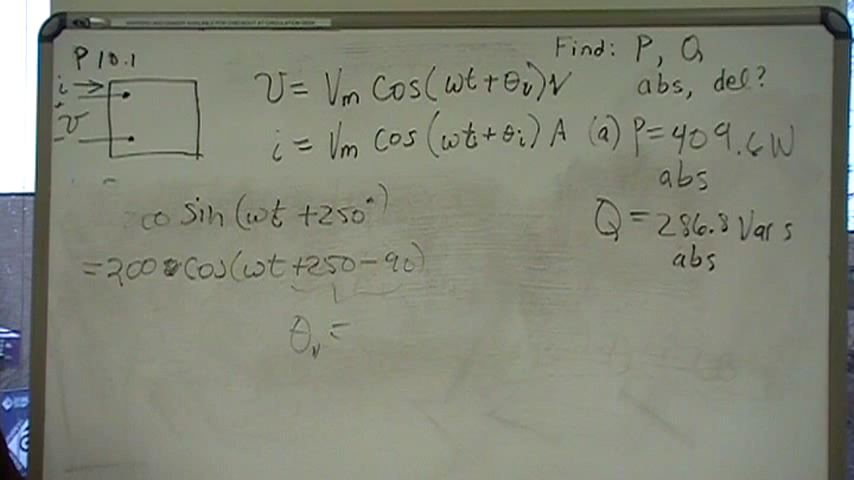 P 10.1
Find: P, Q
abs, del?
i
+
v
-
v = Vm cos(ωt + θv) V
i = Vm cos (ωt + θi) A
(a) P = 409.6 W
abs
Q = 286.8 Vars
abs
00 sin (ωt + 250°)
= 200 cos(ωt + 250 - 90)
θv =